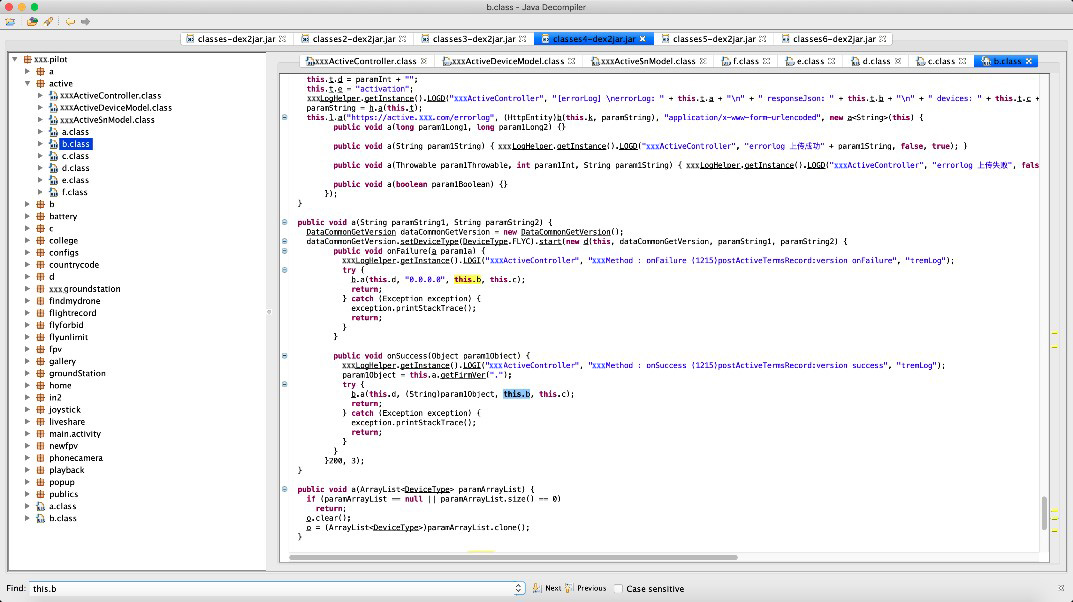 b.class - Java Decompiler
classes-dex2jar.jar
classes2-dex2jar.jar
classes3-dex2jar.jar
classes4-dex2jar.jar
classes5-dex2jar.jar
classes6-dex2jar.jar
xxx.pilot
a
active
xxxActiveController.class
xxxActiveDeviceModel.class
xxxActiveSnModel.class
a.class
b.class
c.class
d.class
e.class
f.class
b
battery
c
college
configs
countrycode
d
xxx.groundstation
findmydrone
flightrecord
flyforbid
flyunlimit
fpv
gallery
groundStation
home
in2
joystick
liveshare
main.activity
newfpv
phonecamera
playback
popup
publics
a.class
b.class
xxxActiveController.class
xxxActiveDeviceModel.class
xxxActiveSnModel.class
f.class
e.class
d.class
c.class
b.class
this.t.d = paramInt + "";
this.t.e = "activation";
xxxLogHelper.getInstance().LOGD("xxxActiveController", "[errorLog] \nerrorLog: " + this.t.a + "\n" + " responseJson: " + this.t.b + "\n" + " devices: " + this.t.c +
paramString = h.a(this.t);
this.l.a("https://active.xxx.com/errorlog", (HttpEntity)b(this.k, paramString), "application/x-www-form-urlencoded", new a<String>(this) {
public void a(long param1Long1, long param1Long2) {}
public void a(String param1String) { xxxLogHelper.getInstance().LOGD("xxxActiveController", "errorlog 上传成功" + param1String, false, true); }
public void a(Throwable param1Throwable, int param1Int, String param1String) { xxxLogHelper.getInstance().LOGD("xxxActiveController", "errorlog 上传失败", fals
public void a(boolean param1Boolean) {}
});
}
public void a(String paramString1, String paramString2) {
DataCommonGetVersion dataCommonGetVersion = new DataCommonGetVersion();
dataCommonGetVersion.setDeviceType(DeviceType.FLYC).start(new d(this, dataCommonGetVersion, paramString1, paramString2) {
public void onFailure(a param1a) {
xxxLogHelper.getInstance().LOGI("xxxActiveController", "xxxMethod : onFailure (1215)postActiveTermsRecord:version onFailure", "tremLog");
try {
b.a(this.d, "0.0.0.0", this.b, this.c);
return;
} catch (Exception exception) {
exception.printStackTrace();
return;
}
}
public void onSuccess(Object param1Object) {
xxxLogHelper.getInstance().LOGI("xxxActiveController", "xxxMethod : onSuccess (1215)postActiveTermsRecord:version success", "tremLog");
param1Object = this.a.getFirmVer(".");
try {
b.a(this.d, (String)param1Object, this.b, this.c);
return;
} catch (Exception exception) {
exception.printStackTrace();
return;
}
}
}200, 3);
}
public void a(ArrayList<DeviceType> paramArrayList) {
if (paramArrayList == null || paramArrayList.size() == 0)
return;
o.clear();
o = (ArrayList<DeviceType>)paramArrayList.clone();
}
Find: this.b
Next
Previous
Case sensitive